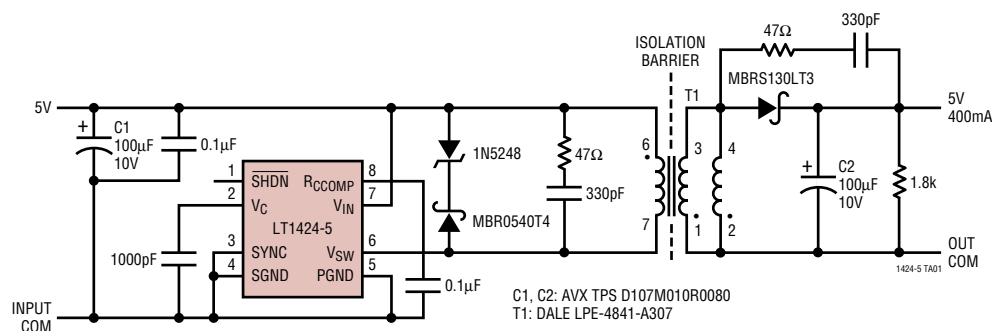 330pF
47Ω
ISOLATION
BARRIER
MBRS130LT3
T1
5V
5V
400mA
+
C1
100µF
10V
0.1µF
1N5248
47Ω
6
3
4
+
C2
100µF
10V
1.8k
1
SHDN
RCCOMP
8
2
VC
VIN
7
LT1424-5
MBR0540T4
330pF
7
1
2
1000pF
3
SYNC
VSW
6
4
SGND
PGND
5
0.1µF
OUT
COM
1424-5 TA01
INPUT
COM
C1, C2: AVX TPS D107M010R0080
T1: DALE LPE-4841-A307